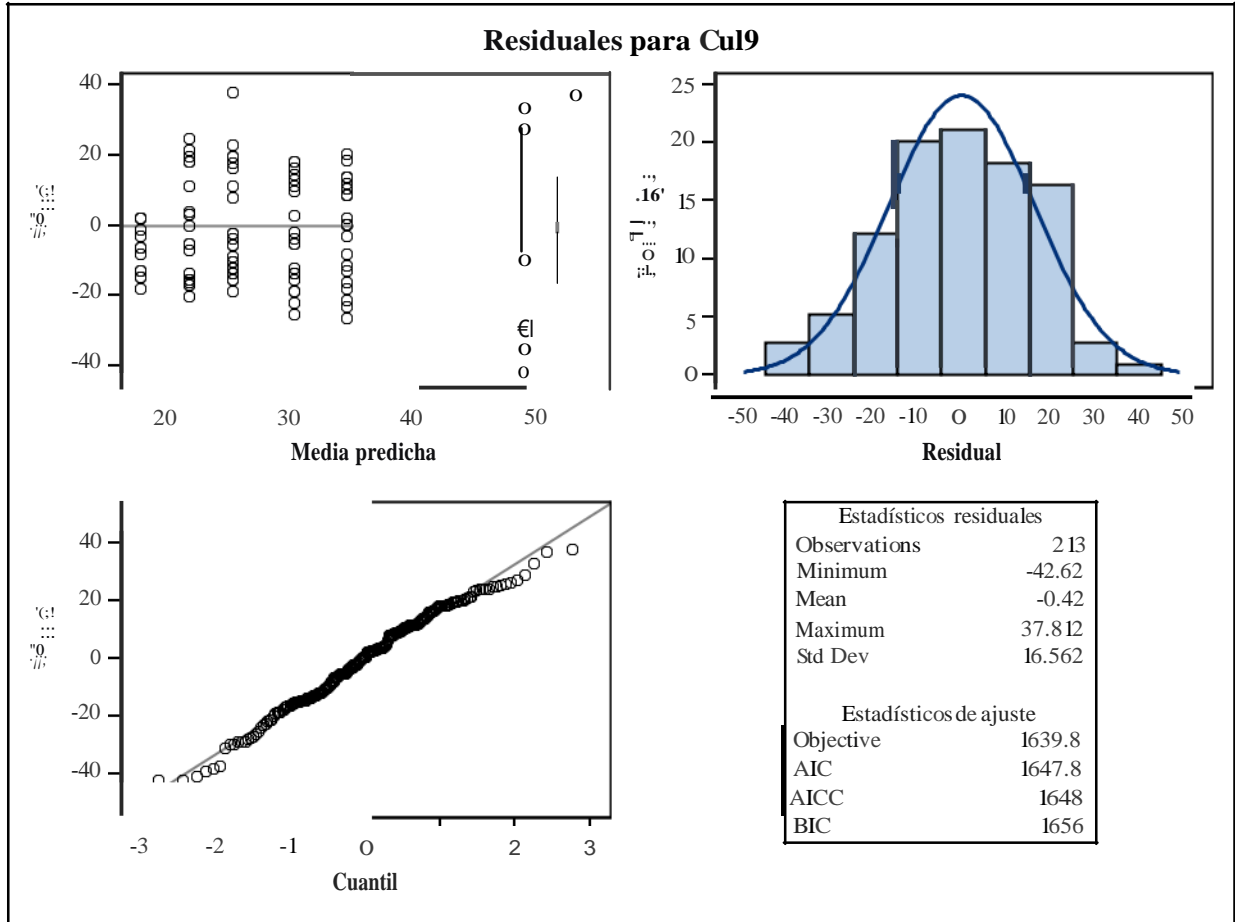 Residuales para Cul9
40
20
0
-20
-40
20 30 40 50
Media predicha
25
20
15
10
5
0
-50 -40 -30 -20 -10 0 10 20 30 40 50
Residual
40
20
0
-20
-40
-3 -2 -1 0 2 3
Cuantil
Estadísticos residuales
Observations 213
Minimum -42.62
Mean -0.42
Maximum 37.812
Std Dev 16.562
Estadísticos de ajuste
Objective 1639.8
AIC 1647.8
AICC 1648
BIC 1656